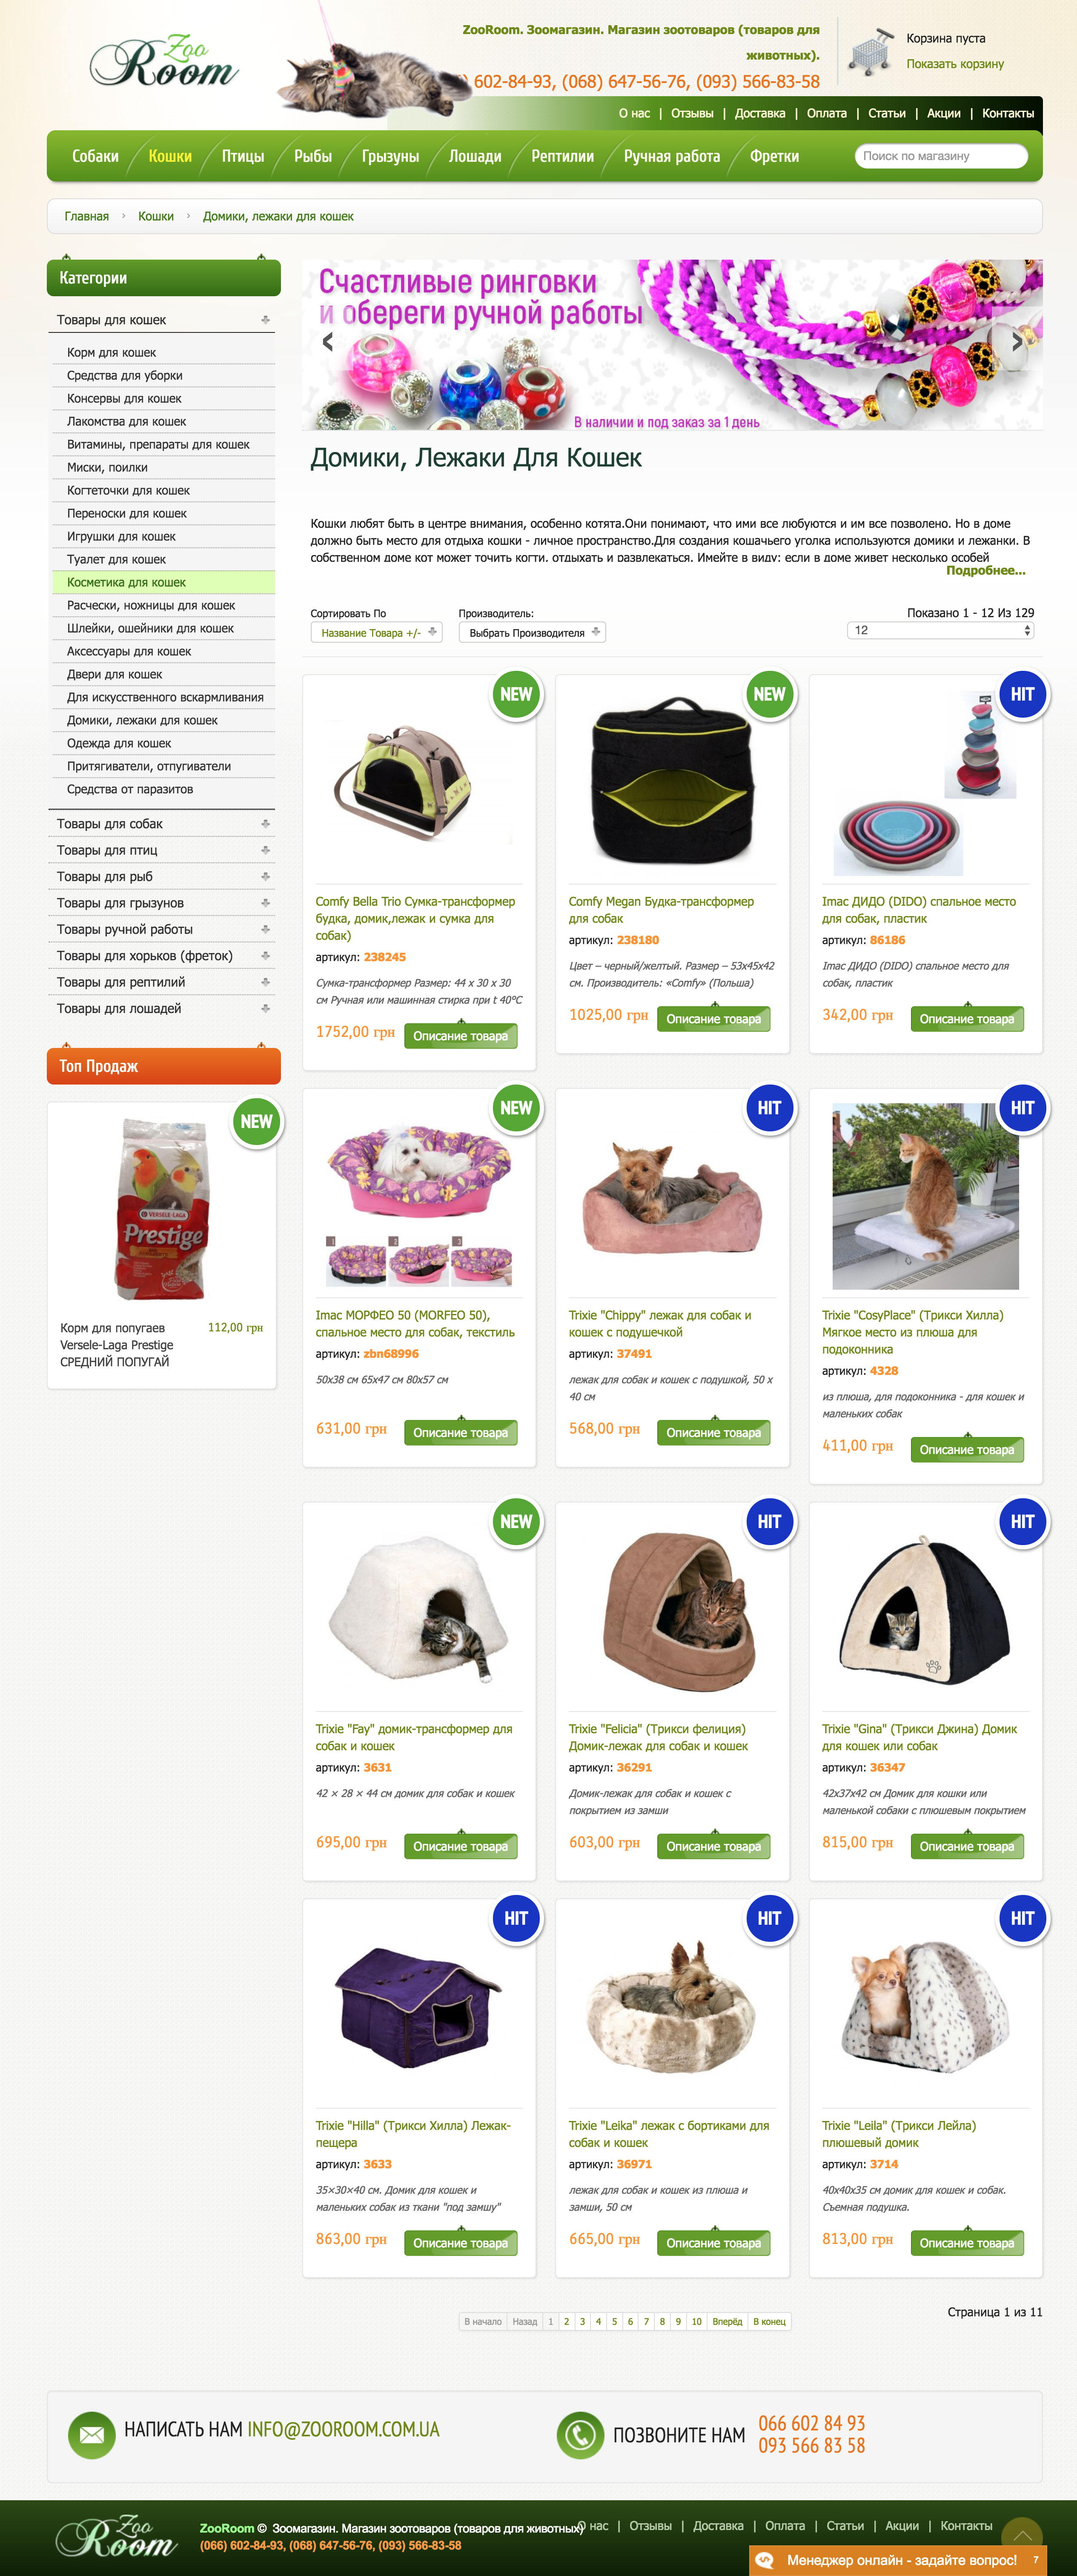 Zoo
Room
ZooRoom. Зоомагазин. Магазин зоотоваров (товаров для
животных).
) 602-84-93, (068) 647-56-76, (093) 566-83-58
Корзина пуста
Показать корзину
О нас | Отзывы | Доставка | Оплата | Статьи | Акции | Контакты
Собаки Кошки Птицы Рыбы Грызуны Лошади Рептилии Ручная работа Фретки
Поиск по магазину
Главная › Кошки › Домики, лежаки для кошек
Категории
Товары для кошек
Корм для кошек
Средства для уборки
Консервы для кошек
Лакомства для кошек
Витамины, препараты для кошек
Миски, поилки
Когтеточки для кошек
Переноски для кошек
Игрушки для кошек
Туалет для кошек
Косметика для кошек
Расчески, ножницы для кошек
Шлейки, ошейники для кошек
Аксессуары для кошек
Двери для кошек
Для искусственного вскармливания
Домики, лежаки для кошек
Одежда для кошек
Притягиватели, отпугиватели
Средства от паразитов
Товары для собак
Товары для птиц
Товары для рыб
Товары для грызунов
Товары ручной работы
Товары для хорьков (фреток)
Товары для рептилий
Товары для лошадей
Топ Продаж
NEW
VERSELE-LAGA
Prestige
Корм для попугаев
Versele-Laga Prestige
СРЕДНИЙ ПОПУГАЙ
112,00 грн
Счастливые ринговки
и обереги ручной работы
В наличии и под заказ за 1 день
Домики, Лежаки Для Кошек
Кошки любят быть в центре внимания, особенно котята.Они понимают, что ими все любуются и им все позволено. Но в доме
должно быть место для отдыха кошки - личное пространство.Для создания кошачьего уголка используются домики и лежанки. В
собственном доме кот может точить когти, отдыхать и развлекаться. Имейте в виду: если в доме живет несколько особей
Подробнее...
Сортировать По
Название Товара +/-
Производитель:
Выбрать Производителя
Показано 1 - 12 Из 129
12
NEW
Comfy Bella Trio Сумка-трансформер
будка, домик,лежак и сумка для
собак)
артикул: 238245
Сумка-трансформер Размер: 44 x 30 x 30
см Ручная или машинная стирка при t 40°C
1752,00 грн
Описание товара
NEW
Comfy Megan Будка-трансформер
для собак
артикул: 238180
Цвет – черный/желтый. Размер – 53x45x42
см. Производитель: «Comfy» (Польша)
1025,00 грн
Описание товара
HIT
Imac ДИДО (DIDO) спальное место
для собак, пластик
артикул: 86186
Imac ДИДО (DIDO) спальное место для
собак, пластик
342,00 грн
Описание товара
NEW
Imac МОРФЕО 50 (MORFEO 50),
спальное место для собак, текстиль
артикул: zbn68996
50x38 см 65x47 см 80x57 см
631,00 грн
Описание товара
HIT
Trixie "Chippy" лежак для собак и
кошек с подушечкой
артикул: 37491
лежак для собак и кошек с подушкой, 50 x
40 см
568,00 грн
Описание товара
HIT
Trixie "CosyPlace" (Трикси Хилла)
Мягкое место из плюша для
подоконника
артикул: 4328
из плюша, для подоконника - для кошек и
маленьких собак
411,00 грн
Описание товара
NEW
Trixie "Fay" домик-трансформер для
собак и кошек
артикул: 3631
42 × 28 × 44 см домик для собак и кошек
695,00 грн
Описание товара
HIT
Trixie "Felicia" (Трикси фелиция)
Домик-лежак для собак и кошек
артикул: 36291
Домик-лежак для собак и кошек с
покрытием из замши
603,00 грн
Описание товара
HIT
Trixie "Gina" (Трикси Джина) Домик
для кошек или собак
артикул: 36347
42x37x42 см Домик для кошки или
маленькой собаки с плюшевым покрытием
815,00 грн
Описание товара
HIT
Trixie "Hilla" (Трикси Хилла) Лежак-
пещера
артикул: 3633
35×30×40 см. Домик для кошек и
маленьких собак из ткани "под замшу"
863,00 грн
Описание товара
HIT
Trixie "Leika" лежак с бортиками для
собак и кошек
артикул: 36971
лежак для собак и кошек из плюша и
замши, 50 см
665,00 грн
Описание товара
HIT
Trixie "Leila" (Трикси Лейла)
плюшевый домик
артикул: 3714
40x40x35 см домик для кошек и собак.
Съемная подушка.
813,00 грн
Описание товара
В начало Назад 1 2 3 4 5 6 7 8 9 10 Вперёд В конец
Страница 1 из 11
НАПИСАТЬ НАМ INFO@ZOOROOM.COM.UA
ПОЗВОНИТЕ НАМ
066 602 84 93
093 566 83 58
Zoo
Room
ZooRoom © Зоомагазин. Магазин зоотоваров (товаров для животных)
(066) 602-84-93, (068) 647-56-76, (093) 566-83-58
О нас | Отзывы | Доставка | Оплата | Статьи | Акции | Контакты
Менеджер онлайн - задайте вопрос! 7